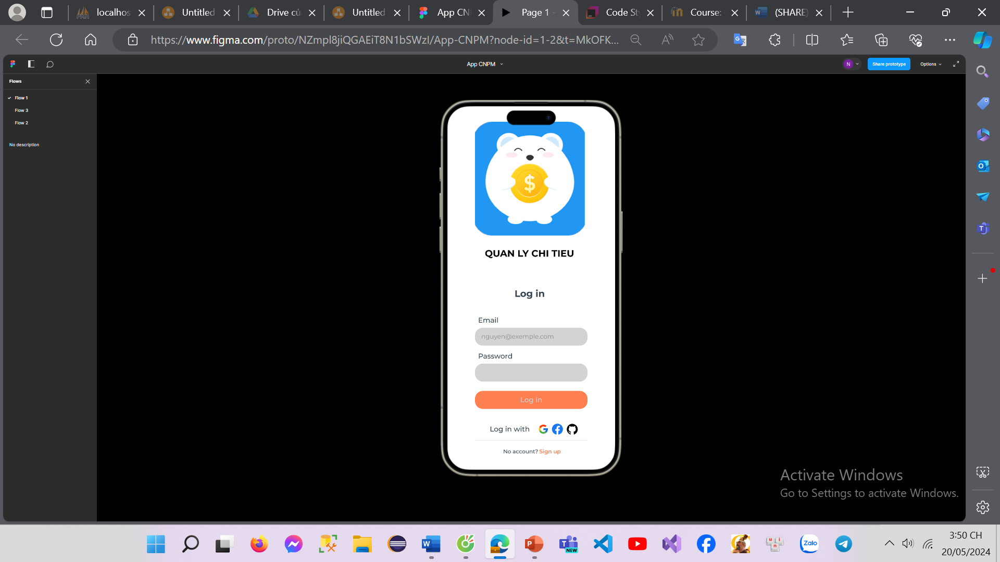 localhos
Untitled
Drive củ
Untitled
App CN
Page 1 -
Code St
Course:
(SHARE)
https://www.figma.com/proto/NZmpl8jiQGAEiT8N1bSWzI/App-CNPM?node-id=1-2&t=MkOFK...
App CNPM
N
Share prototype
Options
Flows
Flow 1
Flow 3
Flow 2
No description
$
QUAN LY CHI TIEU
Log in
Email
nguyen@exemple.com
Password
Log in
Log in with
No account? Sign up
Activate Windows
Go to Settings to activate Windows.
NEW
Zalo
3:50 CH
20/05/2024